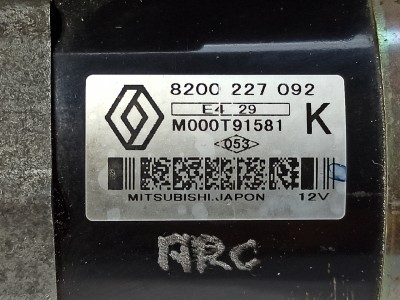 8200 227 092
E4 29
M000T91581 K
053
MITSUBISHI.JAPON 12V
ARC